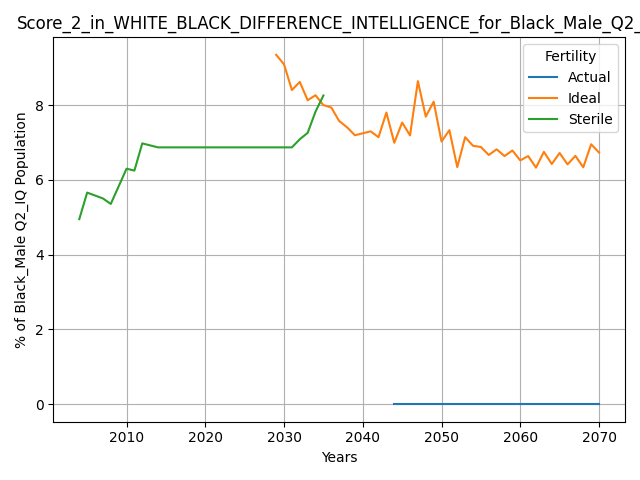 Score_2_in_WHITE_BLACK_DIFFERENCE_INTELLIGENCE_for_Black_Male_Q2_
Fertility
Actual
Ideal
Sterile
% of Black_Male Q2_IQ Population
8
6
4
2
0
2010 2020 2030 2040 2050 2060 2070
Years